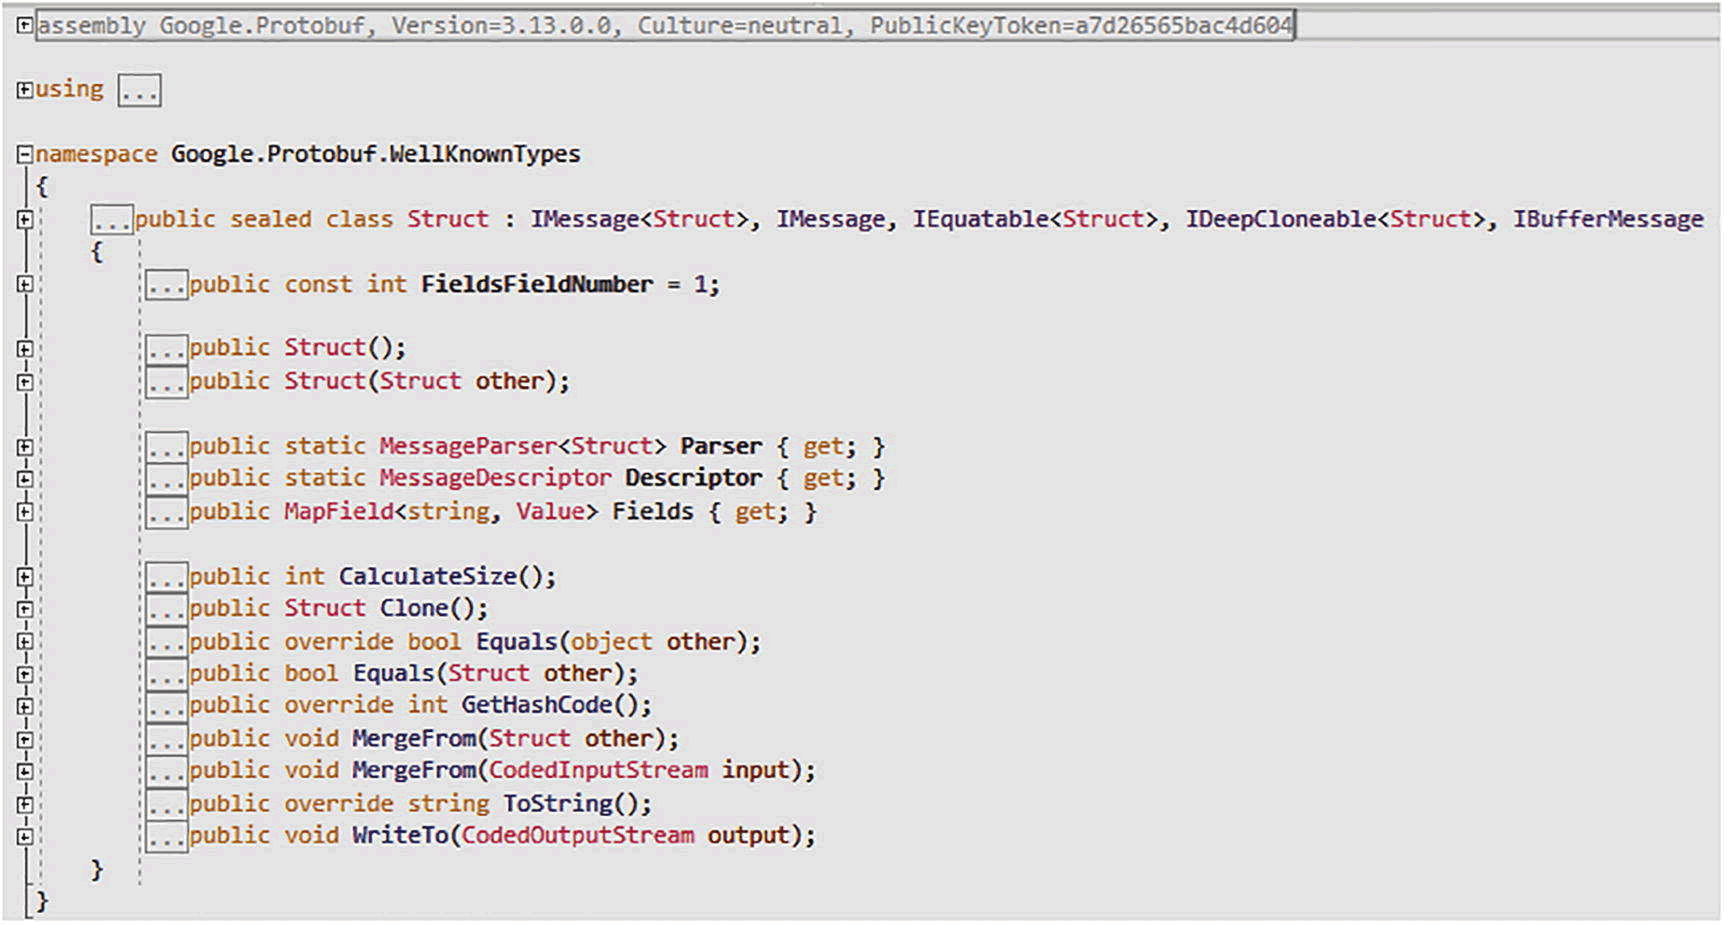 assembly Google.Protobuf, Version=3.13.0.0, Culture=neutral, PublicKeyToken=a7d26565bac4d604
using ...
namespace Google.Protobuf.WellKnownTypes
{
...public sealed class Struct : IMessage<Struct>, IMessage, IEquatable<Struct>, IDeepCloneable<Struct>, IBufferMessage
{
...public const int FieldsFieldNumber = 1;
...public Struct();
...public Struct(Struct other);
...public static MessageParser<Struct> Parser { get; }
...public static MessageDescriptor Descriptor { get; }
...public MapField<string, Value> Fields { get; }
...public int CalculateSize();
...public Struct Clone();
...public override bool Equals(object other);
...public bool Equals(Struct other);
...public override int GetHashCode();
...public void MergeFrom(Struct other);
...public void MergeFrom(CodedInputStream input);
...public override string ToString();
...public void WriteTo(CodedOutputStream output);
}
}